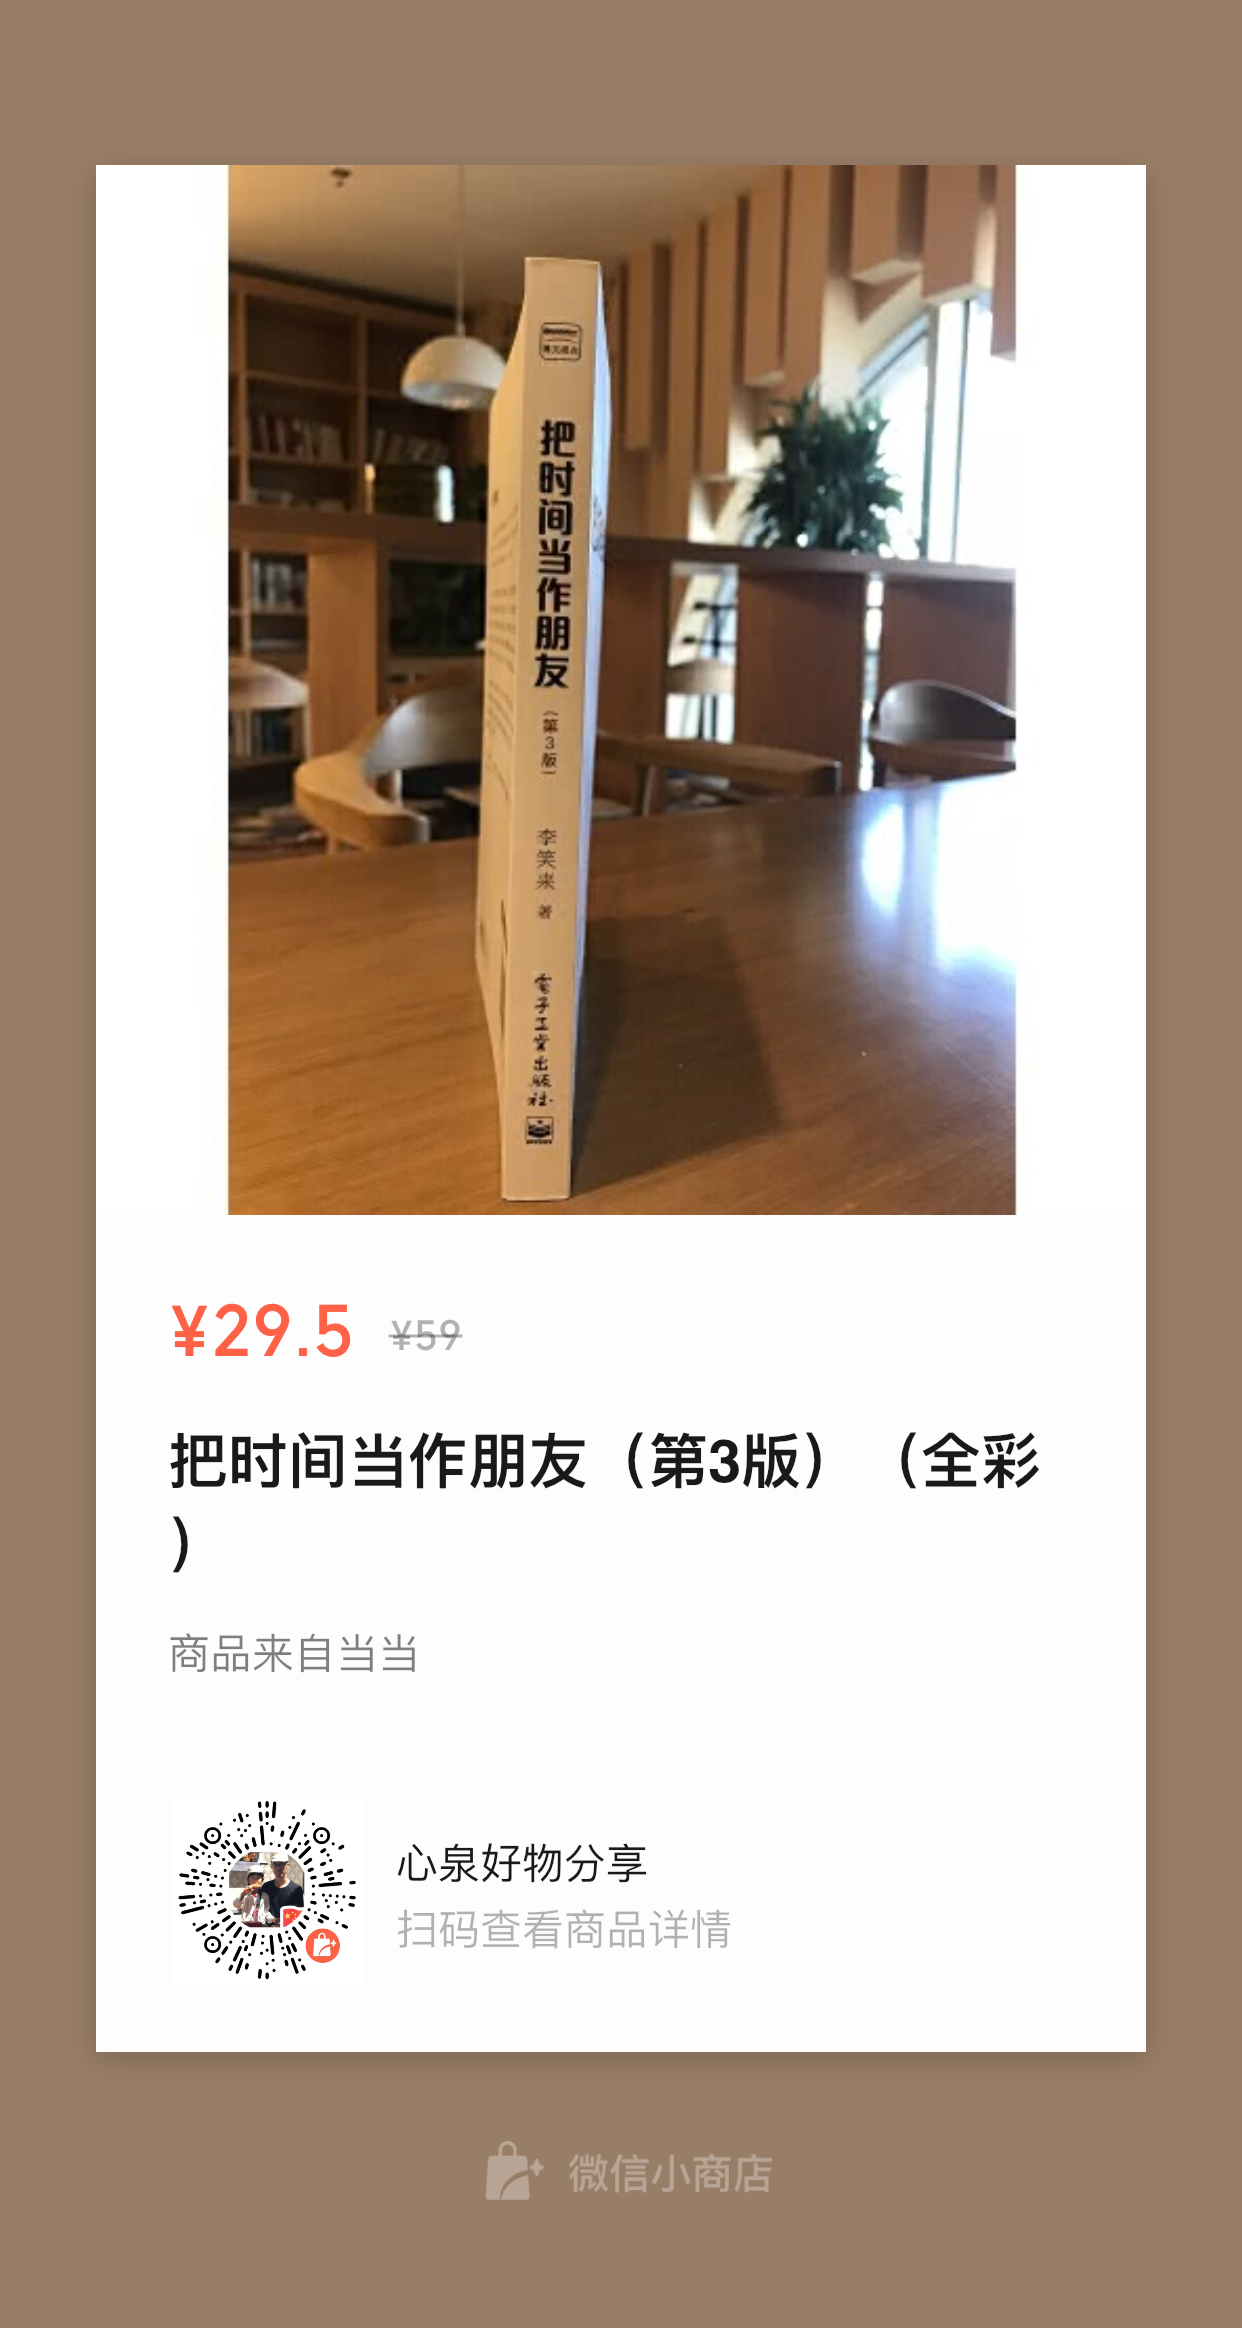 把时间当作朋友
（第3版）
李笑来 著
电子工业出版社
¥29.5 ¥59
把时间当作朋友（第3版）（全彩
）
商品来自当当
心泉好物分享
扫码查看商品详情
微信小商店